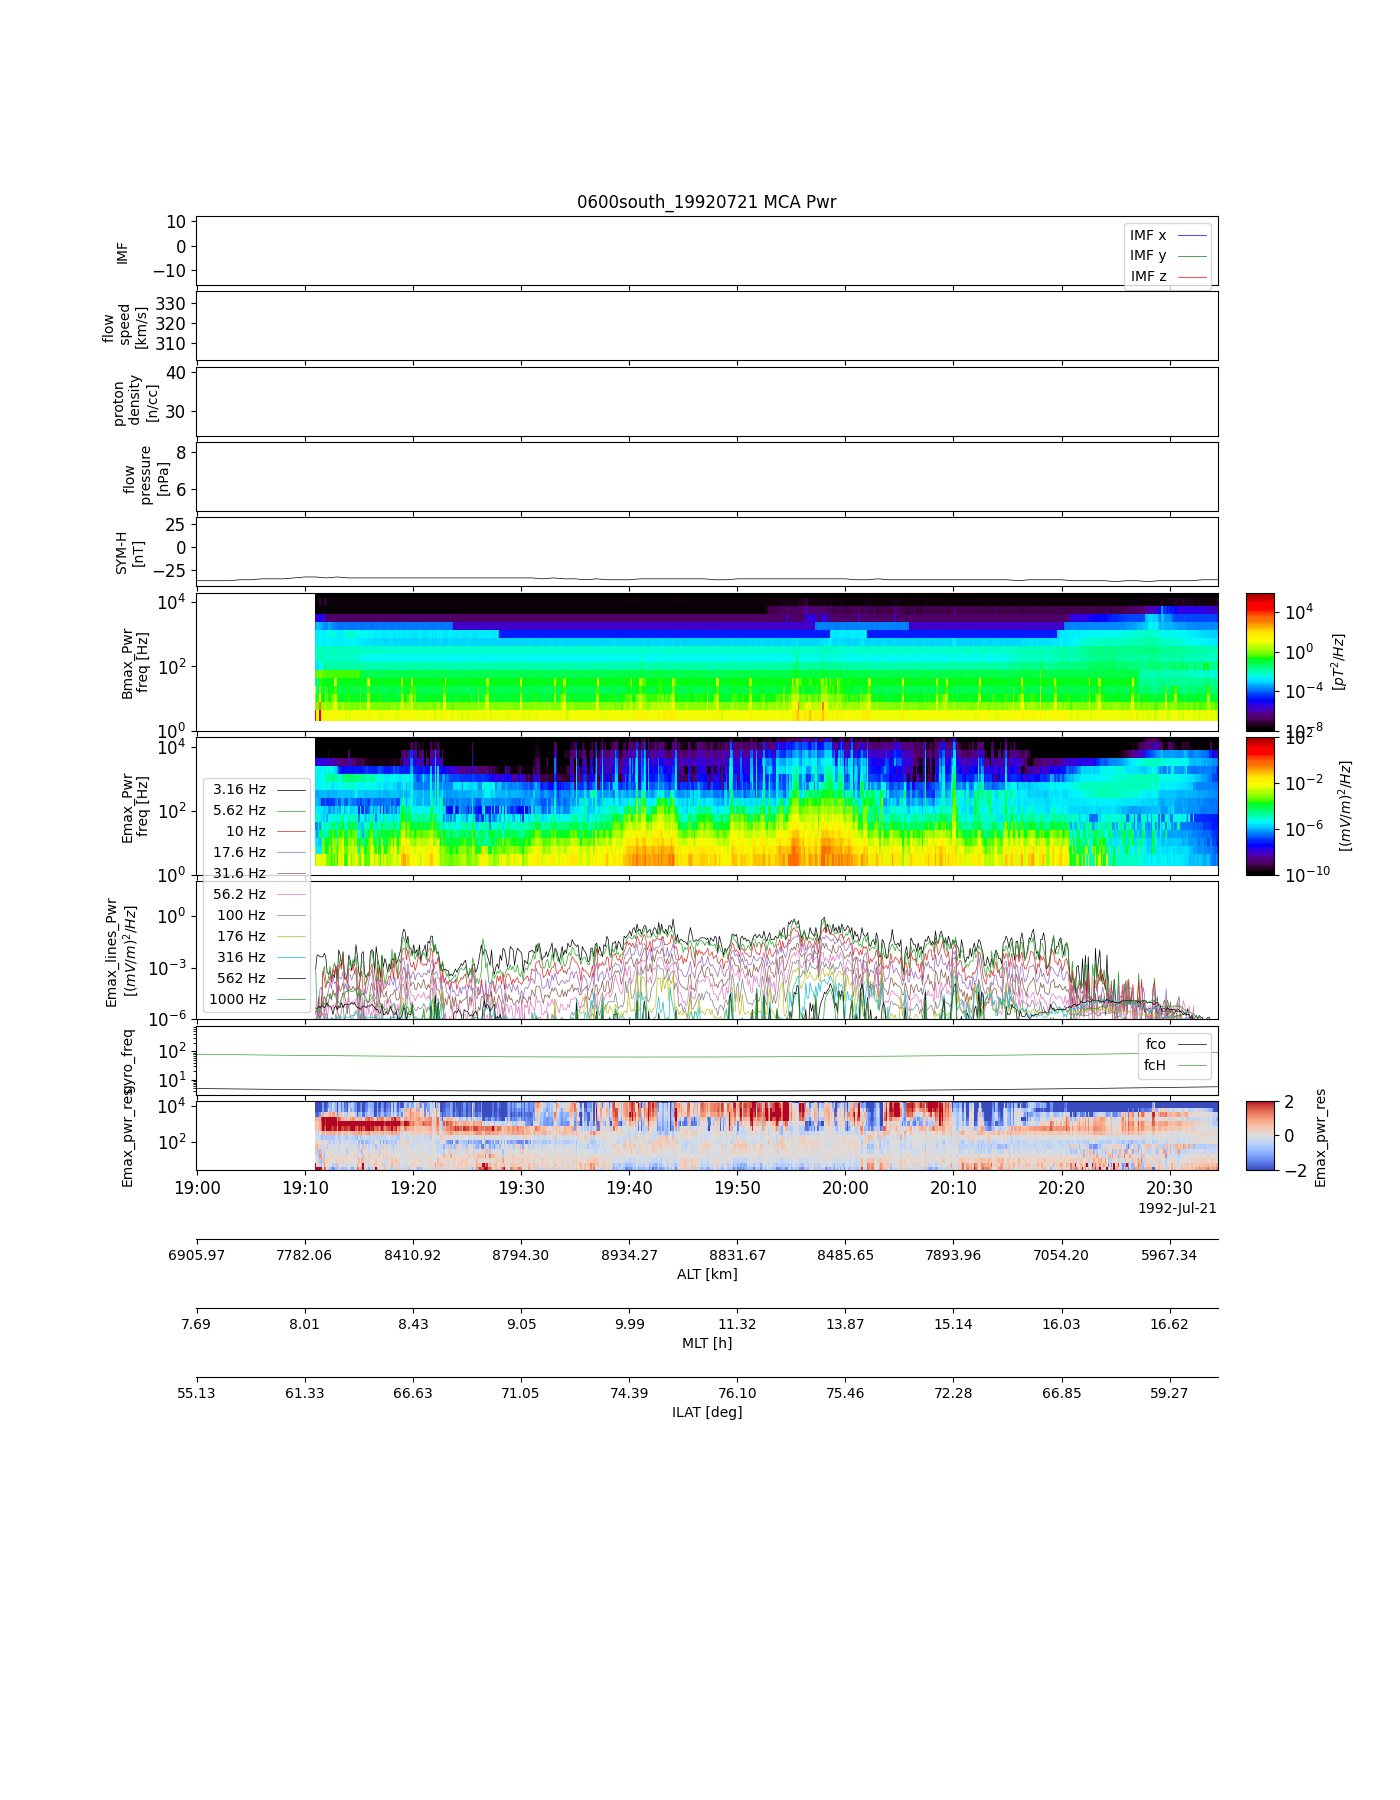 0600south_19920721 MCA Pwr
10
0
−10
IMF
IMF x
IMF y
IMF z
330
320
310
flow
speed
[km/s]
40
30
proton
density
[n/cc]
8
6
flow
pressure
[nPa]
25
0
−25
SYM-H
[nT]
10^4
10^2
10^0
Bmax_Pwr
freq [Hz]
10^4
10^0
10^−4
10^−8
[pT^2/Hz]
10^4
10^2
10^0
Emax_Pwr
freq [Hz]
10^2
10^−2
10^−6
10^−10
[(mV/m)^2/Hz]
3.16 Hz
5.62 Hz
10 Hz
17.6 Hz
31.6 Hz
56.2 Hz
100 Hz
176 Hz
316 Hz
562 Hz
1000 Hz
10^0
10^−3
10^−6
Emax_lines_Pwr
[(mV/m)^2/Hz]
10^2
10^1
gyro_freq
fco
fcH
10^4
10^2
Emax_pwr_res
2
0
−2
Emax_pwr_res
19:00 19:10 19:20 19:30 19:40 19:50 20:00 20:10 20:20 20:30
1992-Jul-21
6905.97 7782.06 8410.92 8794.30 8934.27 8831.67 8485.65 7893.96 7054.20 5967.34
ALT [km]
7.69 8.01 8.43 9.05 9.99 11.32 13.87 15.14 16.03 16.62
MLT [h]
55.13 61.33 66.63 71.05 74.39 76.10 75.46 72.28 66.85 59.27
ILAT [deg]